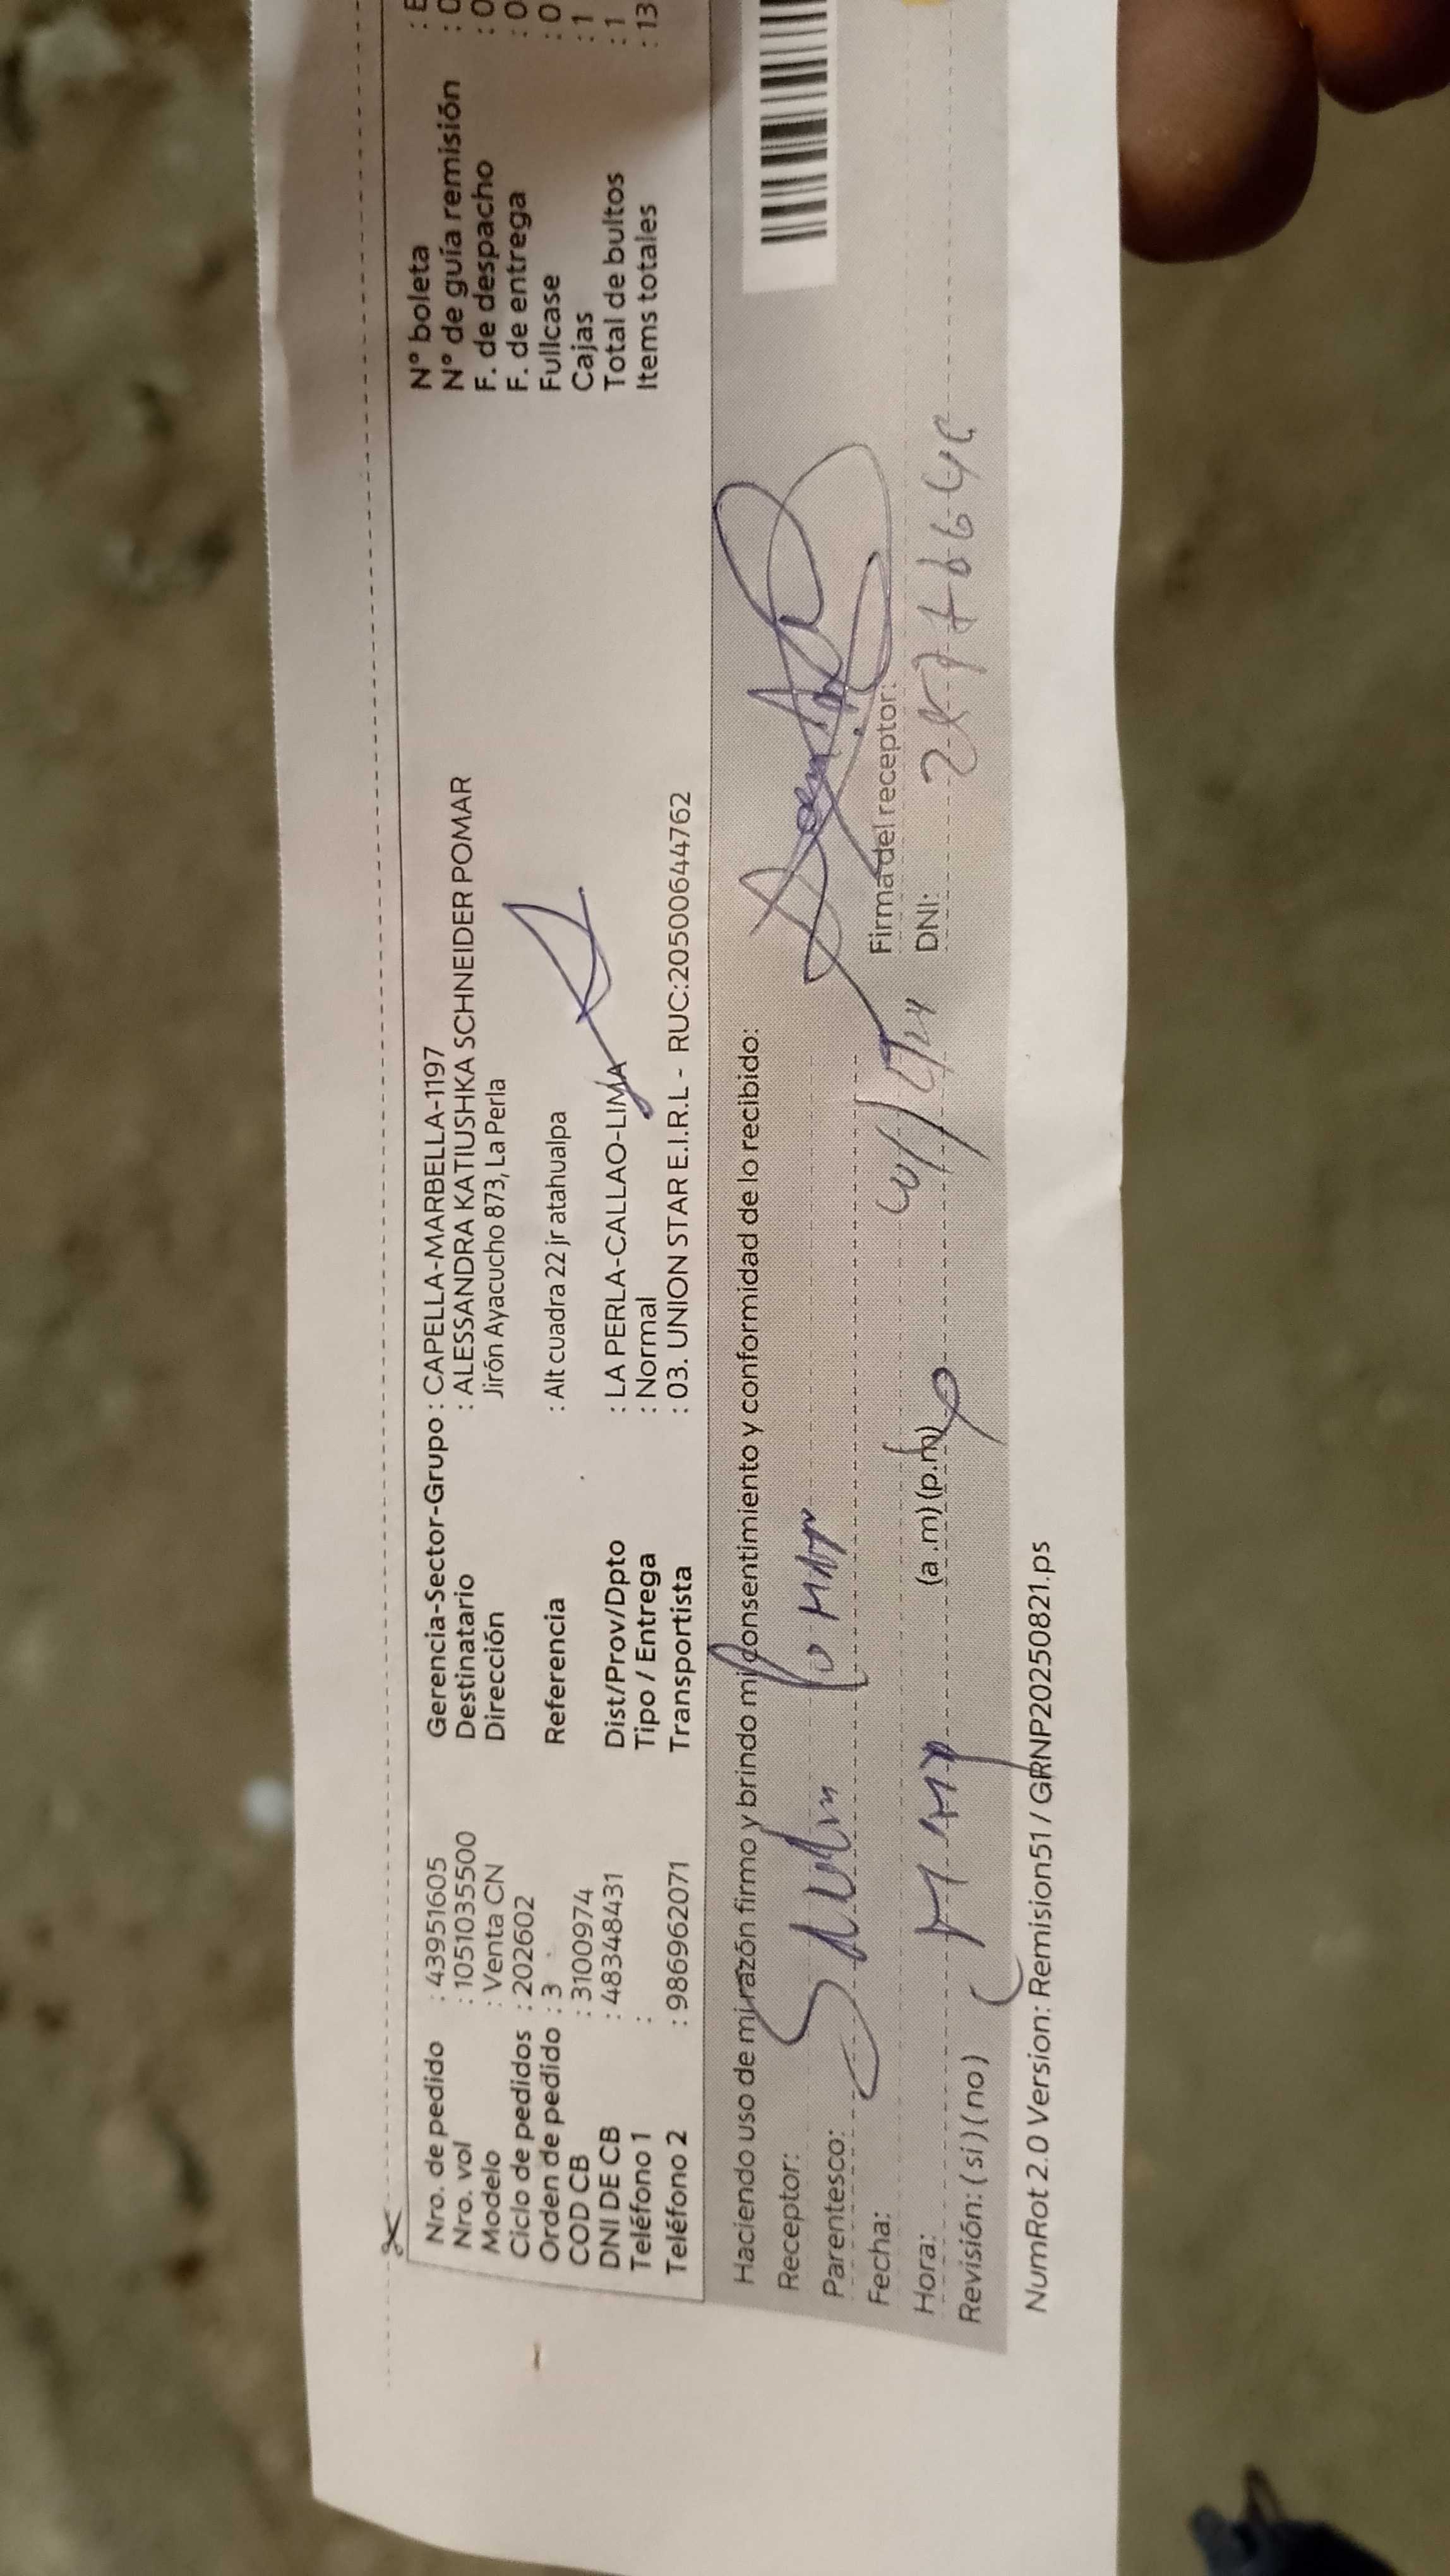 Nro. de pedido : 43951605
Nro. vol : 1051035500
Modelo : Venta CN
Ciclo de pedidos : 202602
Orden de pedido : 3
COD CB : 3100974
DNI DE CB : 48348431
Teléfono 1 :
Teléfono 2 : 986962071
Gerencia-Sector-Grupo : CAPELLA-MARBELLA-1197
Destinatario : ALESSANDRA KATIUSHKA SCHNEIDER POMAR
Dirección Jirón Ayacucho 873, La Perla
Referencia : Alt cuadra 22 jr atahualpa
Dist/Prov/Dpto : LA PERLA-CALLAO-LIMA
Tipo / Entrega : Normal
Transportista : 03. UNION STAR E.I.R.L - RUC:20500644762
N° boleta
N° de guía remisión
F. de despacho
F. de entrega
Fullcase : 0
Cajas : 1
Total de bultos : 1
Items totales : 13
Haciendo uso de mi razón firmo y brindo mi consentimiento y conformidad de lo recibido:
Receptor: Pomar
Parentesco:
Fecha:
Hora: (a.m) (p.m)
Revisión: ( si ) ( no )
Firma del receptor:
DNI:
NumRot 2.0 Version: Remision51 / GRNP20250821.ps